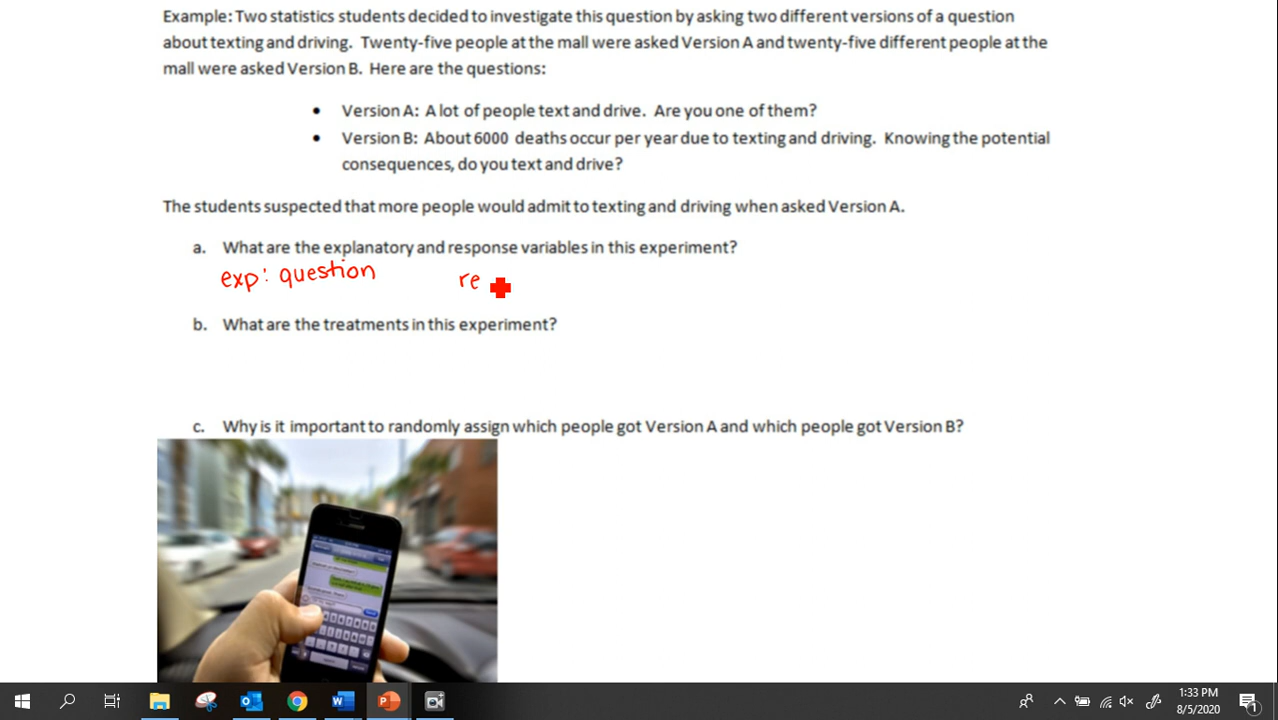 Example: Two statistics students decided to investigate this question by asking two different versions of a question
about texting and driving. Twenty-five people at the mall were asked Version A and twenty-five different people at the
mall were asked Version B. Here are the questions:
• Version A: A lot of people text and drive. Are you one of them?
• Version B: About 6000 deaths occur per year due to texting and driving. Knowing the potential
consequences, do you text and drive?
The students suspected that more people would admit to texting and driving when asked Version A.
a. What are the explanatory and response variables in this experiment?
exp: question re
b. What are the treatments in this experiment?
c. Why is it important to randomly assign which people got Version A and which people got Version B?
1:33 PM
8/5/2020